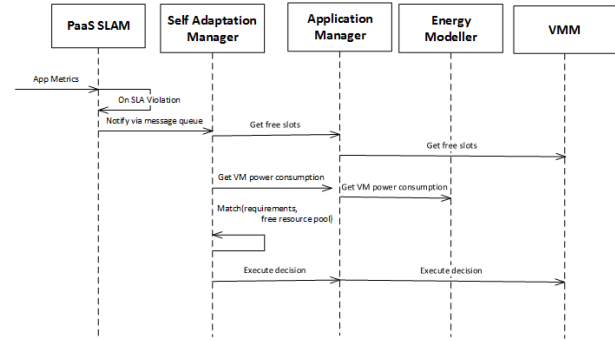 PaaS SLAM
Self Adaptation
Manager
Application
Manager
Energy
Modeller
VMM
App Metrics
On SLA Violation
Notify via message queue
Get free slots
Get free slots
Get VM power consumption
Get VM power consumption
Match(requirements,
free resource pool)
Execute decision
Execute decision